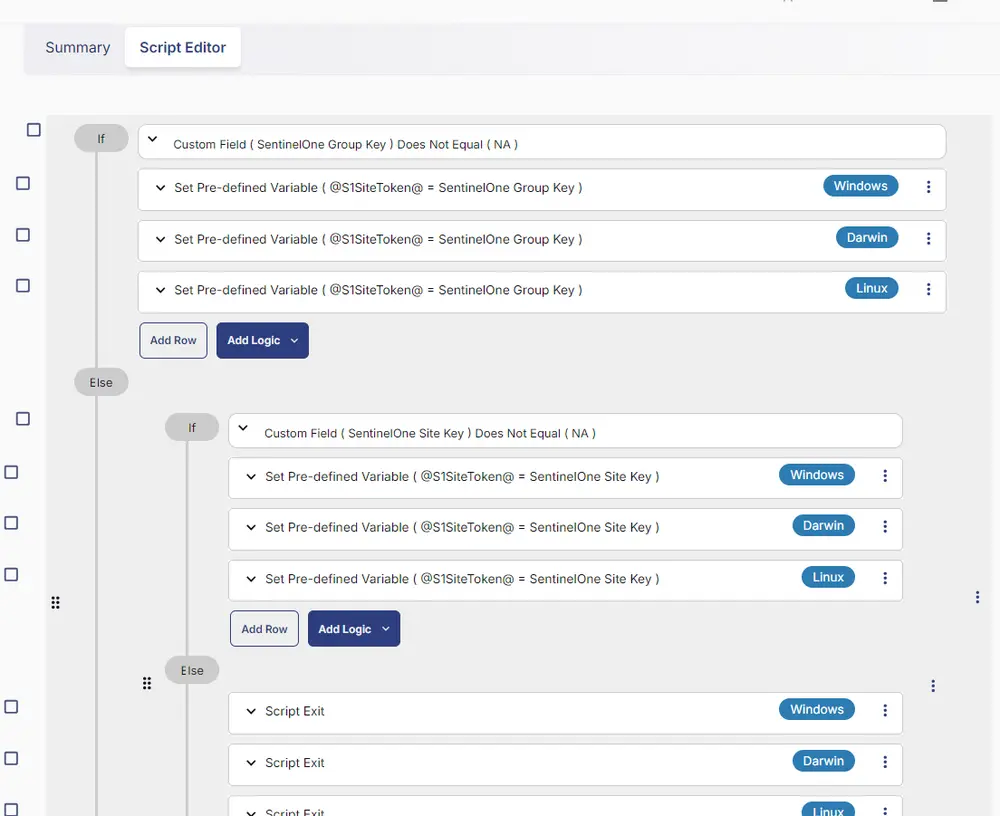 Summary
Script Editor
If
Custom Field ( SentinelOne Group Key ) Does Not Equal ( NA )
Set Pre-defined Variable ( @S1SiteToken@ = SentinelOne Group Key )
Windows
Set Pre-defined Variable ( @S1SiteToken@ = SentinelOne Group Key )
Darwin
Set Pre-defined Variable ( @S1SiteToken@ = SentinelOne Group Key )
Linux
Add Row
Add Logic
Else
If
Custom Field ( SentinelOne Site Key ) Does Not Equal ( NA )
Set Pre-defined Variable ( @S1SiteToken@ = SentinelOne Site Key )
Windows
Set Pre-defined Variable ( @S1SiteToken@ = SentinelOne Site Key )
Darwin
Set Pre-defined Variable ( @S1SiteToken@ = SentinelOne Site Key )
Linux
Add Row
Add Logic
Else
Script Exit
Windows
Script Exit
Darwin
Script Exit
Linux